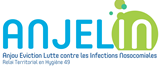 ANJELin
Anjou Eviction Lutte contre les Infections Nosocomiales
Relai Territorial en Hygiène 49